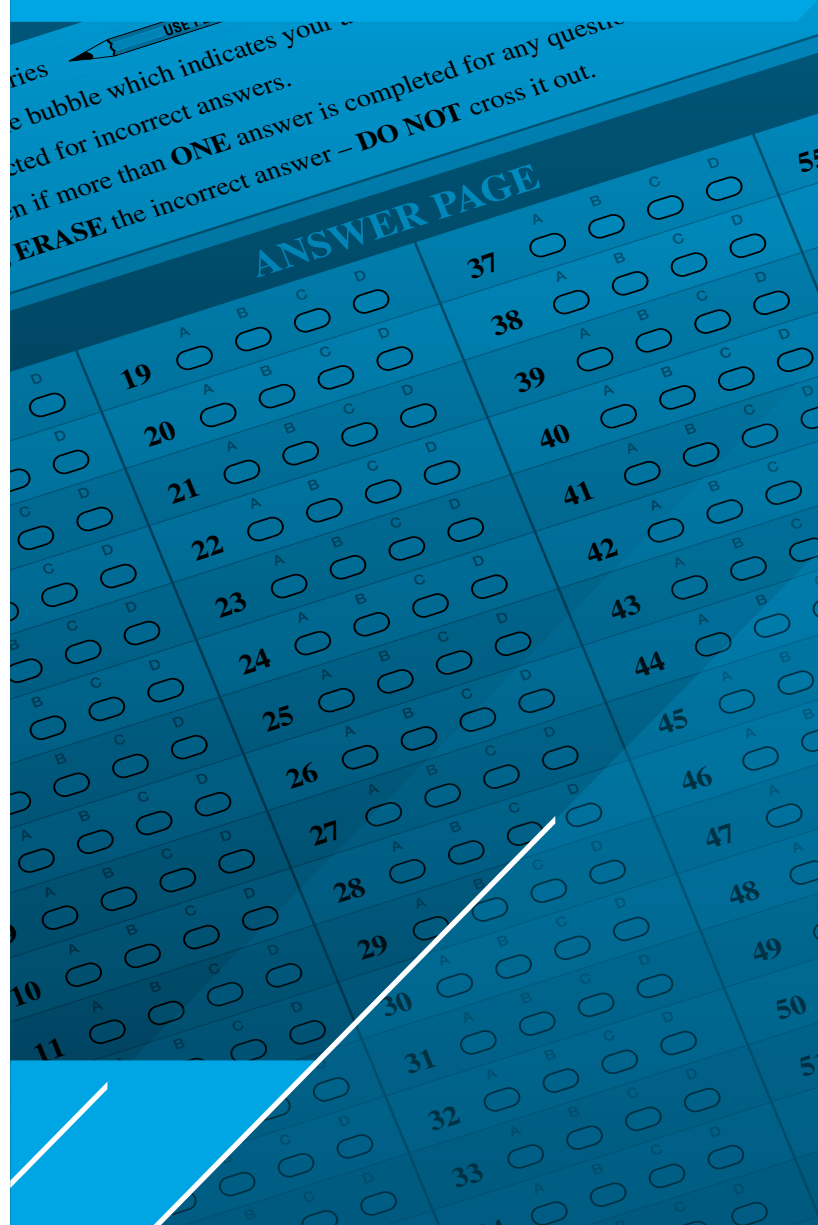 ries USE
e bubble which indicates your
cted for incorrect answers.
n if more than ONE answer is completed for any questio
, ERASE the incorrect answer – DO NOT cross it out.
ANSWER PAGE
D
D
C D
C D
B C D
B C D
B C D
A B C D
A B C D
10 A B C D
11 A B C D
B C D
D
C D
D
19 A B C D
20 A B C D
21 A B C D
22 A B C D
23 A B C D
24 A B C D
25 A B C D
26 A B C D
27 A B C D
28 A B C D
29 A B C D
30 A B C D
31 A B C D
32 A B C D
33 A B C D
A B C D
37 A B C D
38 A B C D
39 A B C D
40 A B C D
41 A B C D
42 A B C
43 A B C
44 A B C
45 A B
46 A B
47 A
48 A
49
50
5
55